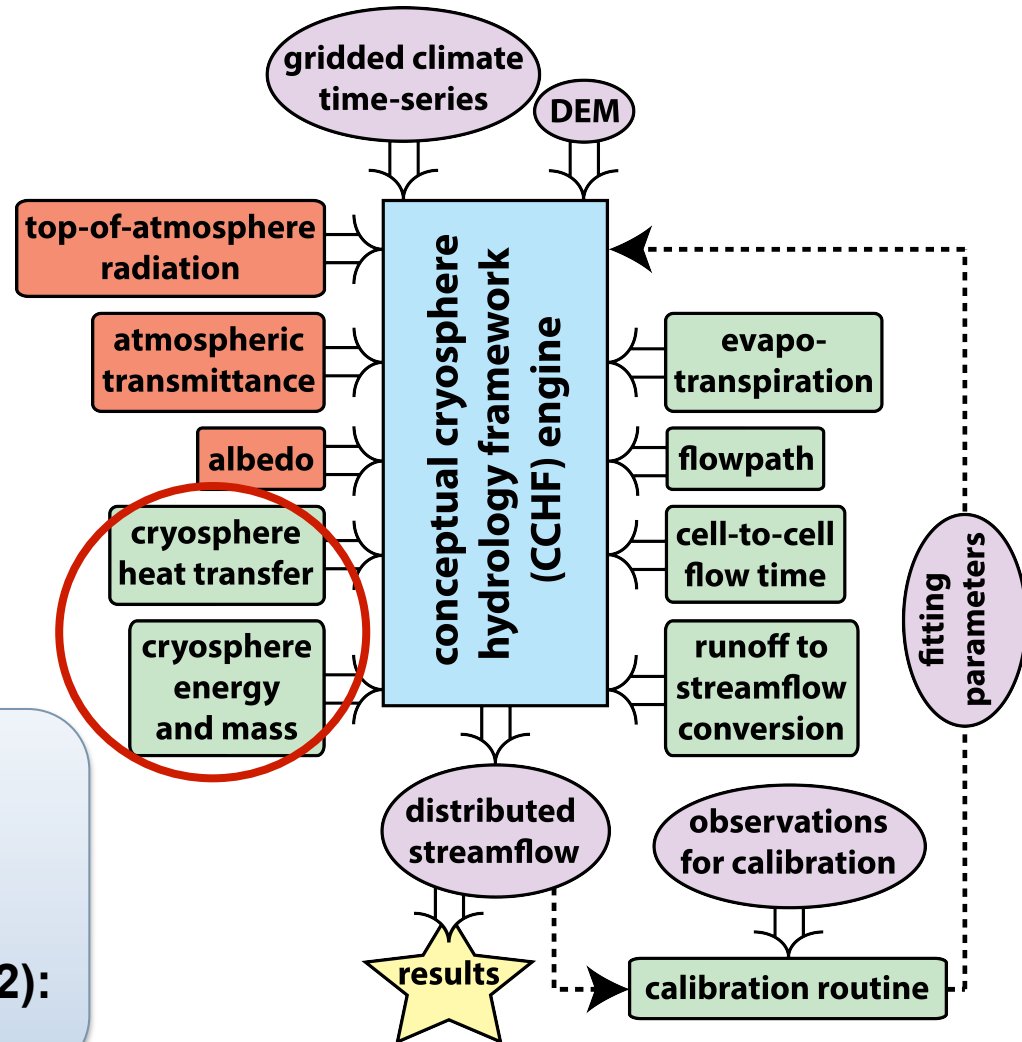 gridded climate
time-series
DEM
top-of-atmosphere
radiation
atmospheric
transmittance
albedo
cryosphere
heat transfer
cryosphere
energy
and mass
conceptual cryosphere
hydrology framework
(CCHF) engine
evapo-
transpiration
flowpath
cell-to-cell
flow time
runoff to
streamflow
conversion
fitting
parameters
distributed
streamflow
observations
for calibration
results
calibration routine
2):